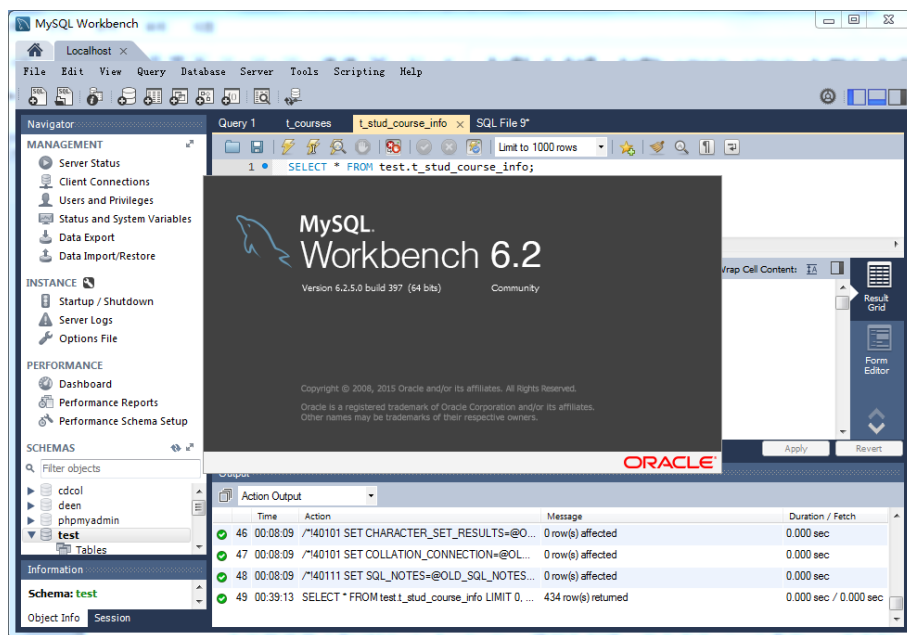 MySQL Workbench
Localhost ×
File Edit View Query Database Server Tools Scripting Help
Navigator
MANAGEMENT
Server Status
Client Connections
Users and Privileges
Status and System Variables
Data Export
Data Import/Restore
INSTANCE
Startup / Shutdown
Server Logs
Options File
PERFORMANCE
Dashboard
Performance Reports
Performance Schema Setup
SCHEMAS
Filter objects
cdcol
deen
phpmyadmin
test
Tables
Information
Schema: test
Object Info Session
Query 1 t_courses t_stud_course_info × SQL File 9*
Limit to 1000 rows
1 SELECT * FROM test.t_stud_course_info;
MySQL.
Workbench 6.2
Version 6.2.5.0 build 397 (64 bits) Community
Copyright © 2008, 2015 Oracle and/or its affiliates. All Rights Reserved.
Oracle is a registered trademark of Oracle Corporation and/or its affiliates.
Other names may be trademarks of their respective owners.
ORACLE
Wrap Cell Content: IA
Result
Grid
Form
Editor
Apply Revert
Output
Action Output
Time Action Message Duration / Fetch
46 00:08:09 /*!40101 SET CHARACTER_SET_RESULTS=@O... 0 row(s) affected 0.000 sec
47 00:08:09 /*!40101 SET COLLATION_CONNECTION=@OL... 0 row(s) affected 0.000 sec
48 00:08:09 /*!40111 SET SQL_NOTES=@OLD_SQL_NOTES... 0 row(s) affected 0.000 sec
49 00:39:13 SELECT * FROM test.t_stud_course_info LIMIT 0, ... 434 row(s) returned 0.000 sec / 0.000 sec